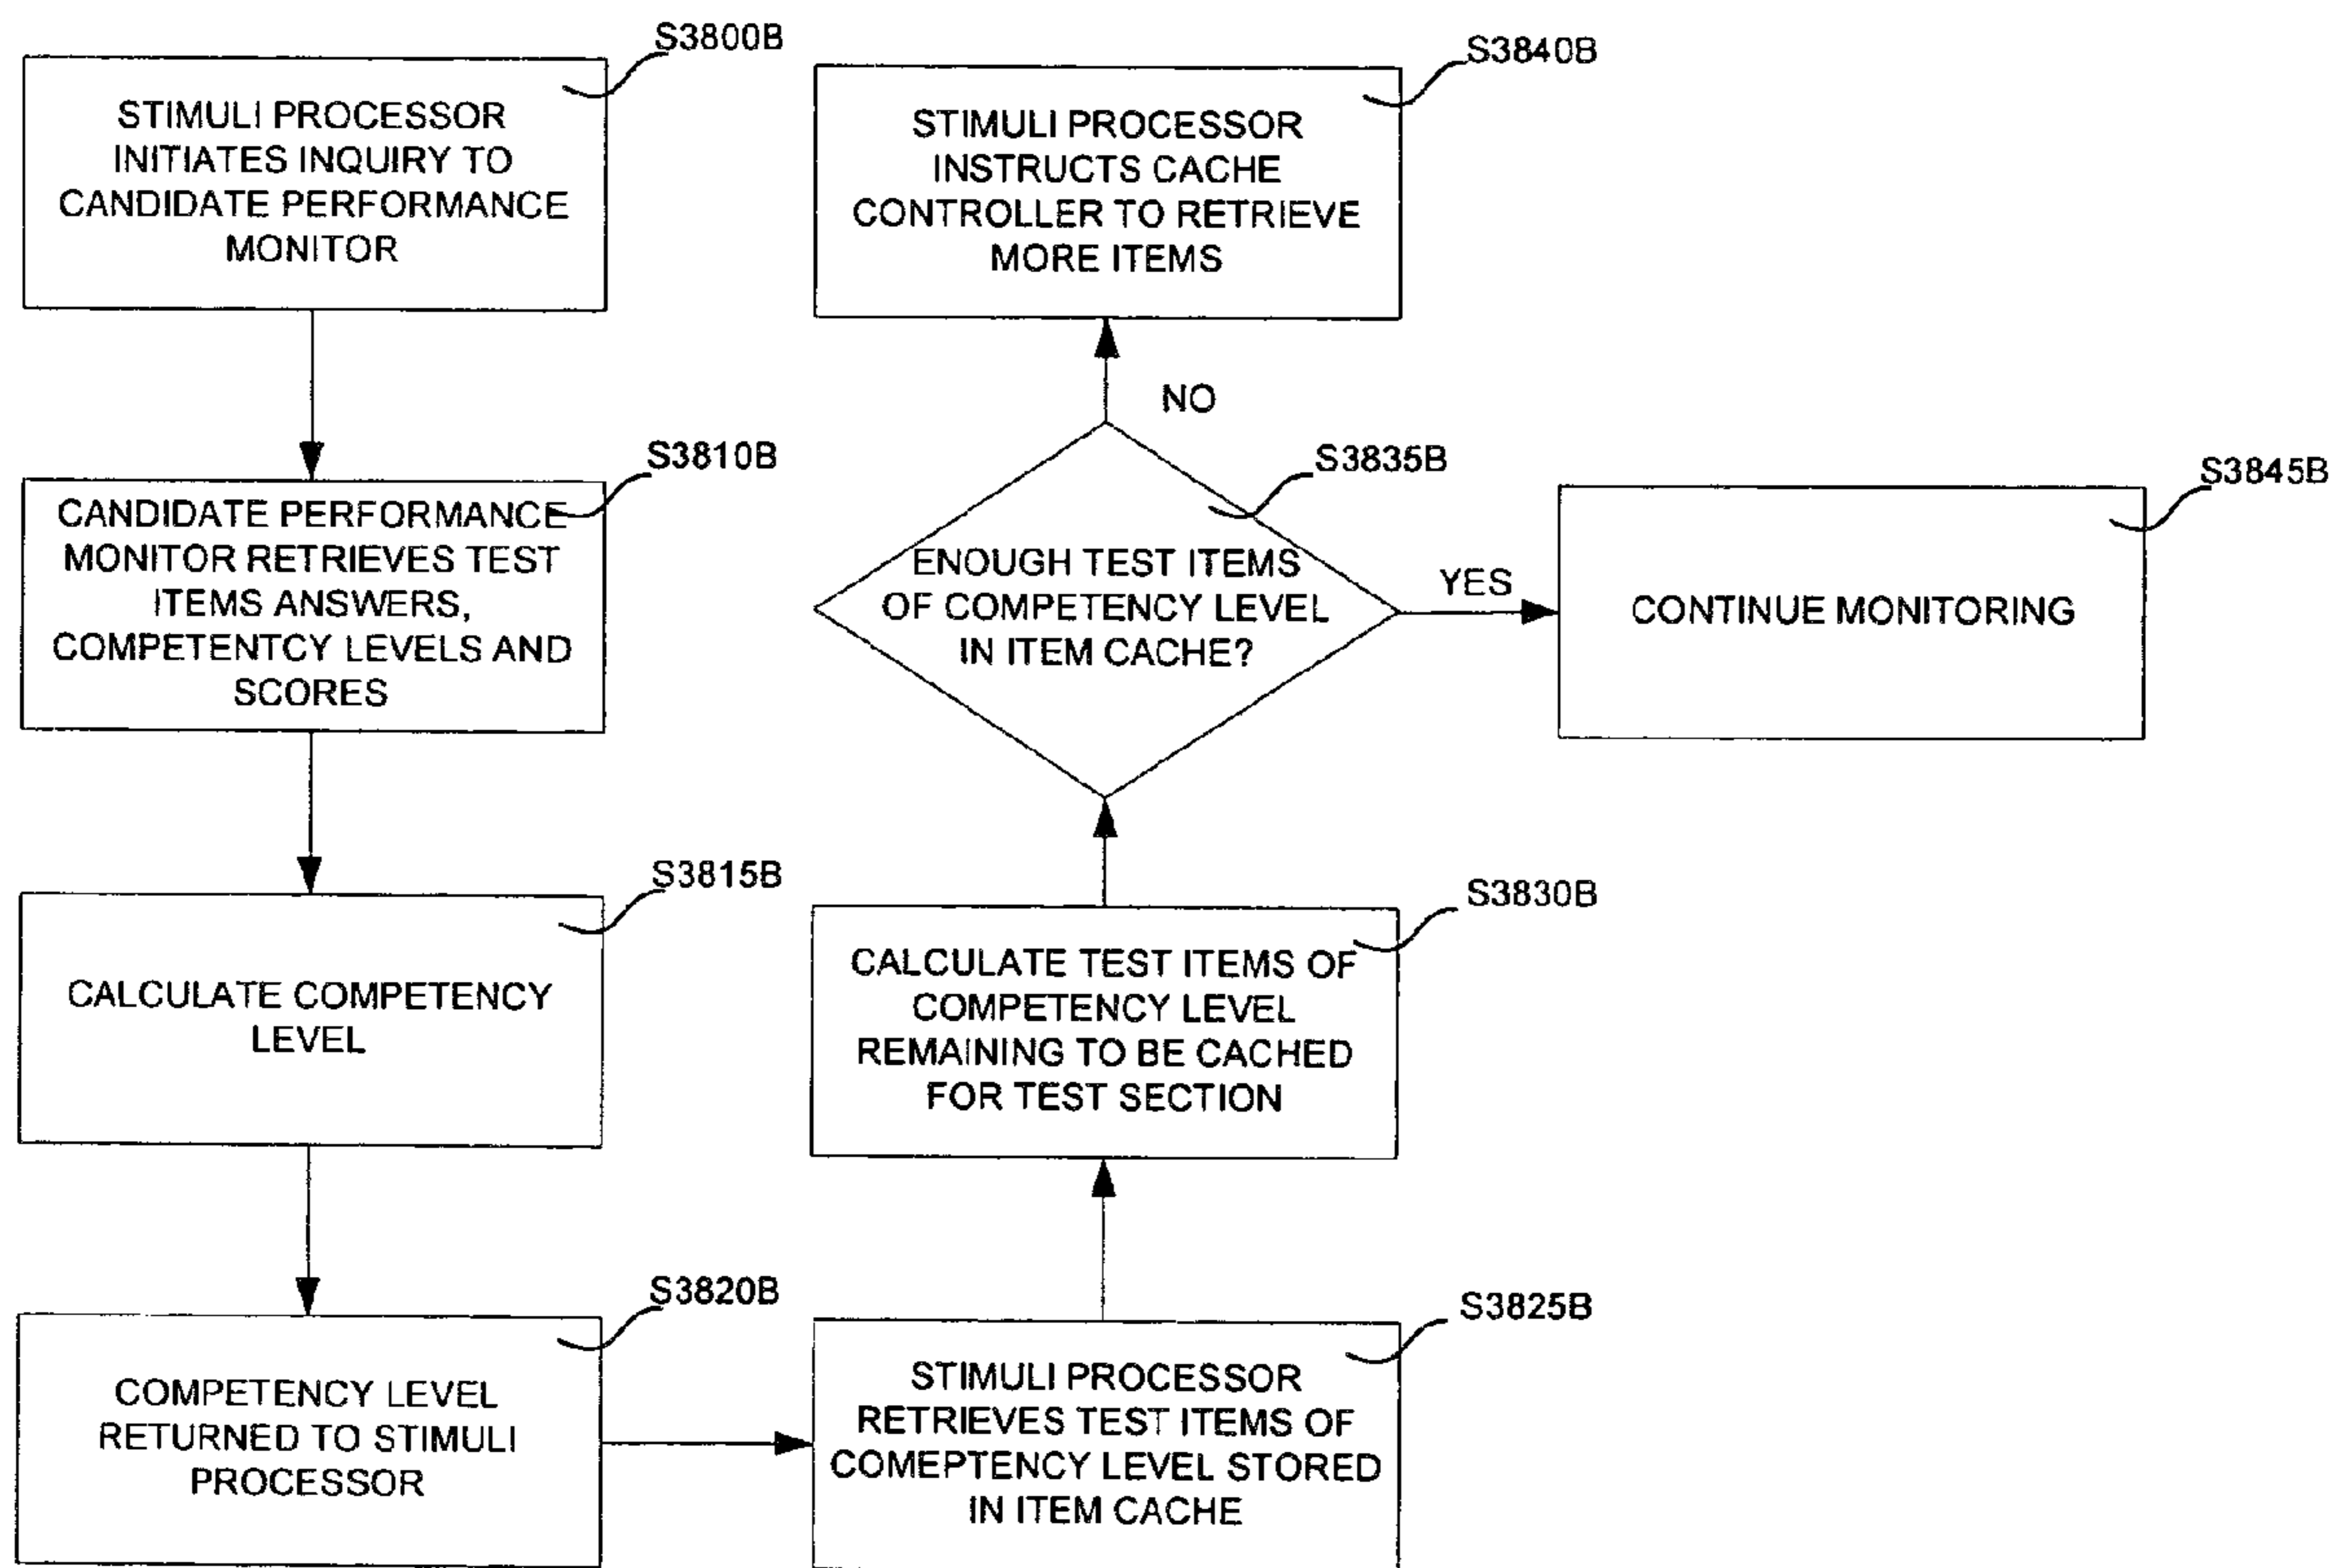 S3800B
STIMULI PROCESSOR
INITIATES INQUIRY TO
CANDIDATE PERFORMANCE
MONITOR
S3810B
CANDIDATE PERFORMANCE
MONITOR RETRIEVES TEST
ITEMS ANSWERS,
COMPETENTCY LEVELS AND
SCORES
S3815B
CALCULATE COMPETENCY
LEVEL
S3820B
COMPETENCY LEVEL
RETURNED TO STIMULI
PROCESSOR
S3825B
STIMULI PROCESSOR
RETRIEVES TEST ITEMS OF
COMEPTENCY LEVEL STORED
IN ITEM CACHE
S3830B
CALCULATE TEST ITEMS OF
COMPETENCY LEVEL
REMAINING TO BE CACHED
FOR TEST SECTION
S3835B
ENOUGH TEST ITEMS
OF COMPETENCY LEVEL
IN ITEM CACHE?
NO
S3840B
STIMULI PROCESSOR
INSTRUCTS CACHE
CONTROLLER TO RETRIEVE
MORE ITEMS
YES
S3845B
CONTINUE MONITORING